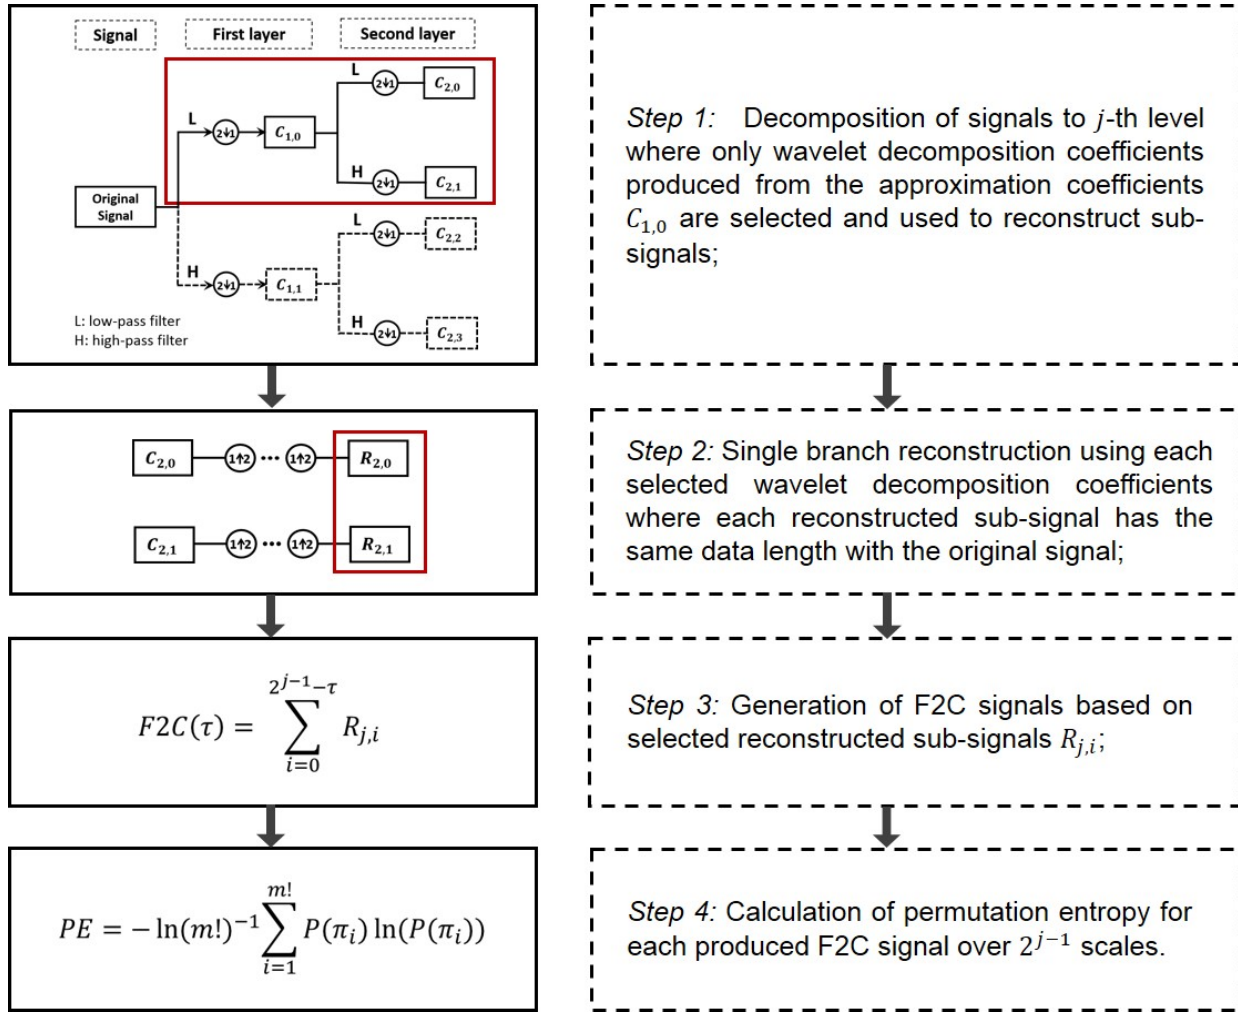 Signal
First layer
Second layer
L
2↓1
C2,0
L
2↓1
C1,0
H
2↓1
C2,1
Original
Signal
L
2↓1
C2,2
H
2↓1
C1,1
H
2↓1
C2,3
L: low-pass filter
H: high-pass filter
Step 1: Decomposition of signals to j-th level
where only wavelet decomposition coefficients
produced from the approximation coefficients
C1,0 are selected and used to reconstruct sub-
signals;
C2,0 1↑2 ••• 1↑2 R2,0
C2,1 1↑2 ••• 1↑2 R2,1
Step 2: Single branch reconstruction using each
selected wavelet decomposition coefficients
where each reconstructed sub-signal has the
same data length with the original signal;
F2C(τ) = ∑_{i=0}^{2^{j−1}−τ} R_{j,i}
Step 3: Generation of F2C signals based on
selected reconstructed sub-signals R_{j,i};
PE = − ln(m!)^{−1} ∑_{i=1}^{m!} P(π_i) ln(P(π_i))
Step 4: Calculation of permutation entropy for
each produced F2C signal over 2^{j−1} scales.